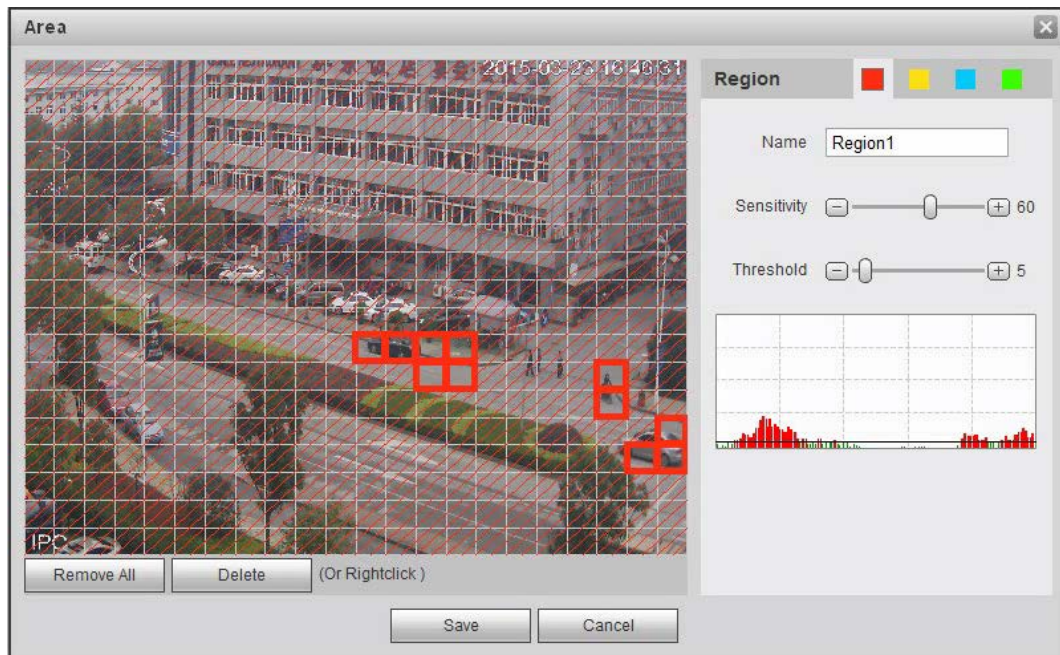 Area
2015-03-23 16:46:31
IPC
Region
Name
Region1
Sensitivity
60
Threshold
5
Remove All
Delete
(Or Rightclick )
Save
Cancel